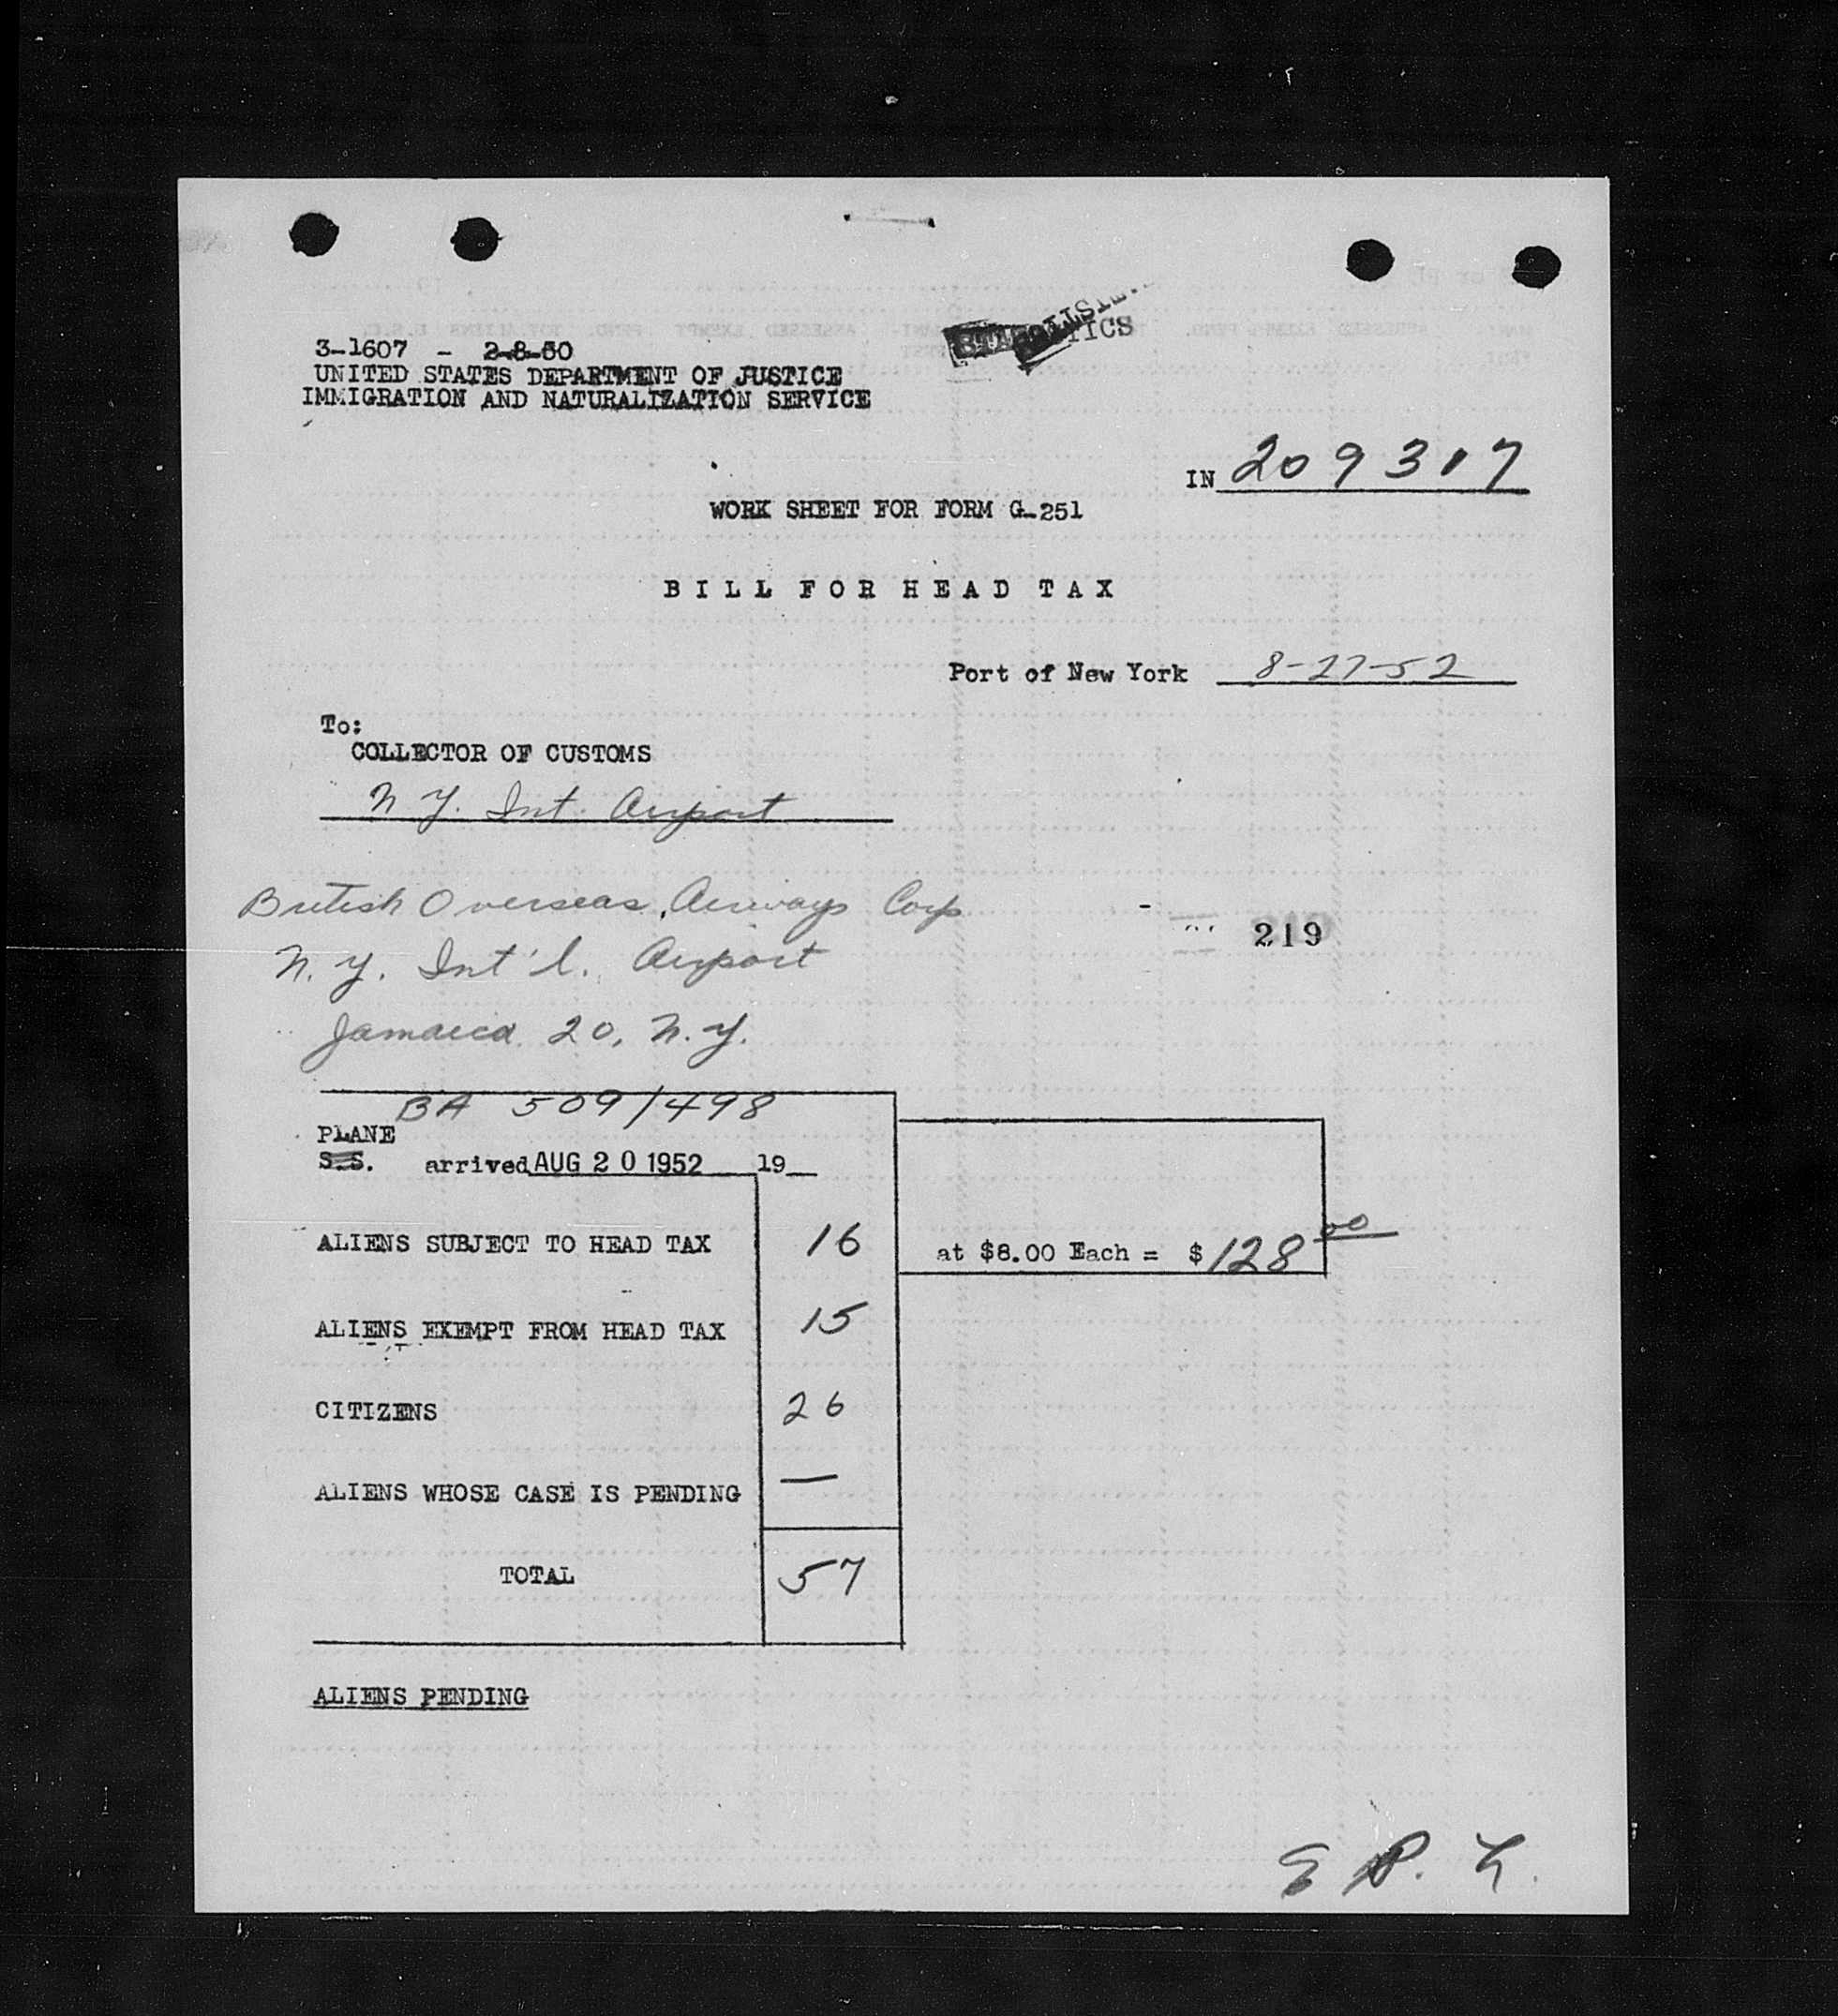 STATISTICS
3-1607 - 2-8-50
UNITED STATES DEPARTMENT OF JUSTICE
IMMIGRATION AND NATURALIZATION SERVICE
IN 209317
WORK SHEET FOR FORM G-251
BILL FOR HEAD TAX
Port of New York 8-27-52
To:
COLLECTOR OF CUSTOMS
N.Y. Int. Airport
British Overseas Airways Corp
219
N.Y. Int'l. Airport
Jamaica 20, N.Y.
BA 509/498
PLANE
S.S. arrived AUG 20 1952 19
ALIENS SUBJECT TO HEAD TAX 16 at $8.00 Each = $128 00
ALIENS EXEMPT FROM HEAD TAX 15
CITIZENS 26
ALIENS WHOSE CASE IS PENDING —
TOTAL 57
ALIENS PENDING